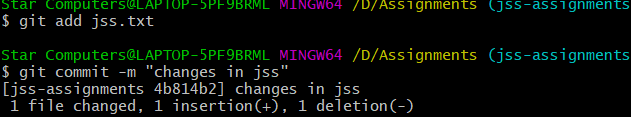 Star Computers@LAPTOP-5PF9BRML MINGW64 /D/Assignments (jss-assignments
$ git add jss.txt
Star Computers@LAPTOP-5PF9BRML MINGW64 /D/Assignments (jss-assignments
$ git commit -m "changes in jss"
[jss-assignments 4b814b2] changes in jss
1 file changed, 1 insertion(+), 1 deletion(-)